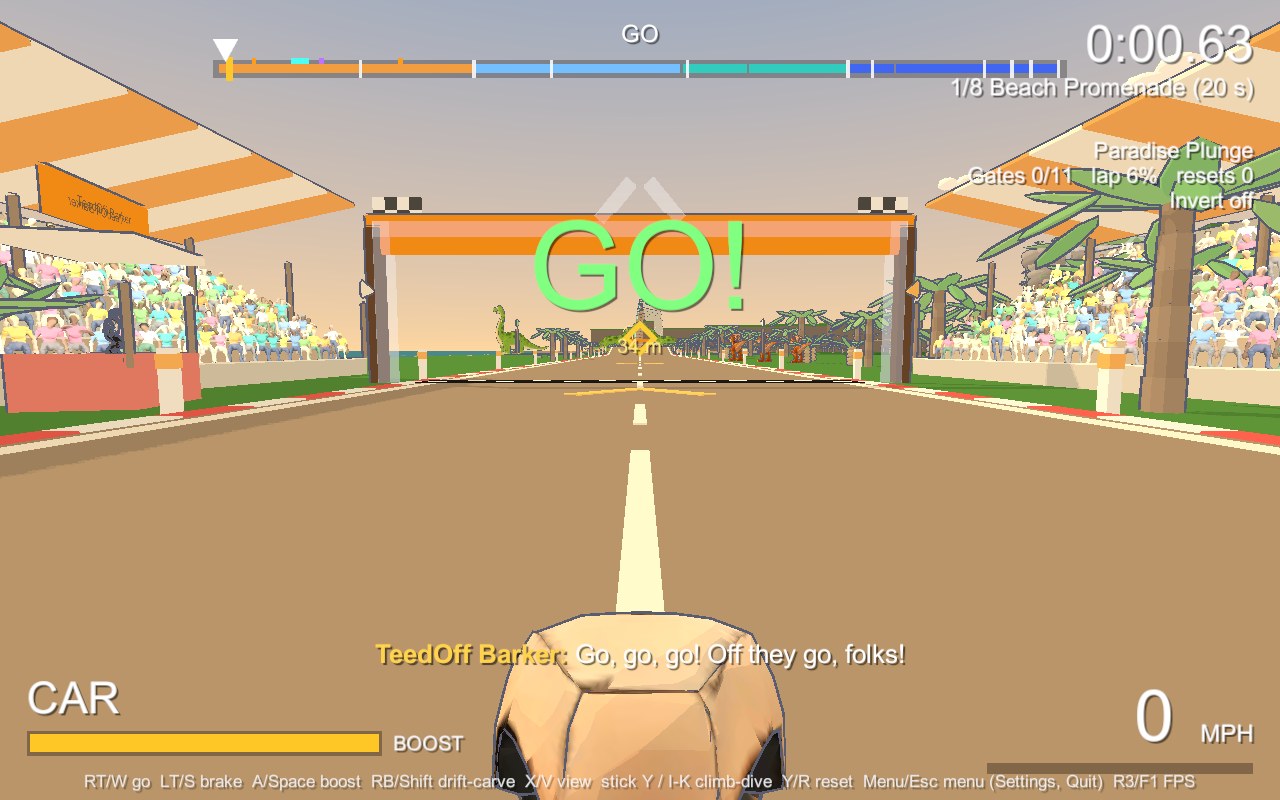 GO
0:00.63
1/8 Beach Promenade (20 s)
Paradise Plunge
Gates 0/11 lap 6% resets 0
Invert off
GO!
34 m
TeedOff Barker: Go, go, go! Off they go, folks!
CAR
BOOST
0 MPH
RT/W go LT/S brake A/Space boost RB/Shift drift-carve X/V view stick Y / I-K climb-dive Y/R reset Menu/Esc menu (Settings, Quit) R3/F1 FPS